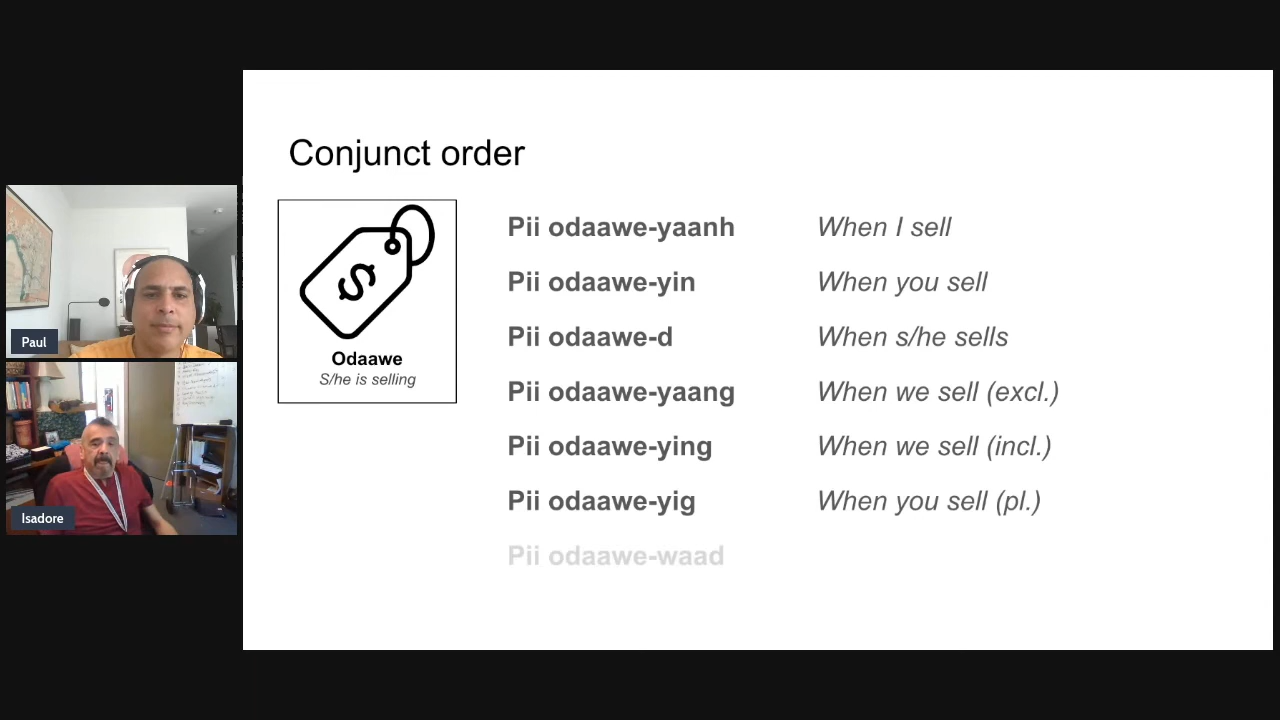 Conjunct order
$
Odaawe
S/he is selling
Pii odaawe-yaanh When I sell
Pii odaawe-yin When you sell
Pii odaawe-d When s/he sells
Pii odaawe-yaang When we sell (excl.)
Pii odaawe-ying When we sell (incl.)
Pii odaawe-yig When you sell (pl.)
Pii odaawe-waad
Paul
Isadore